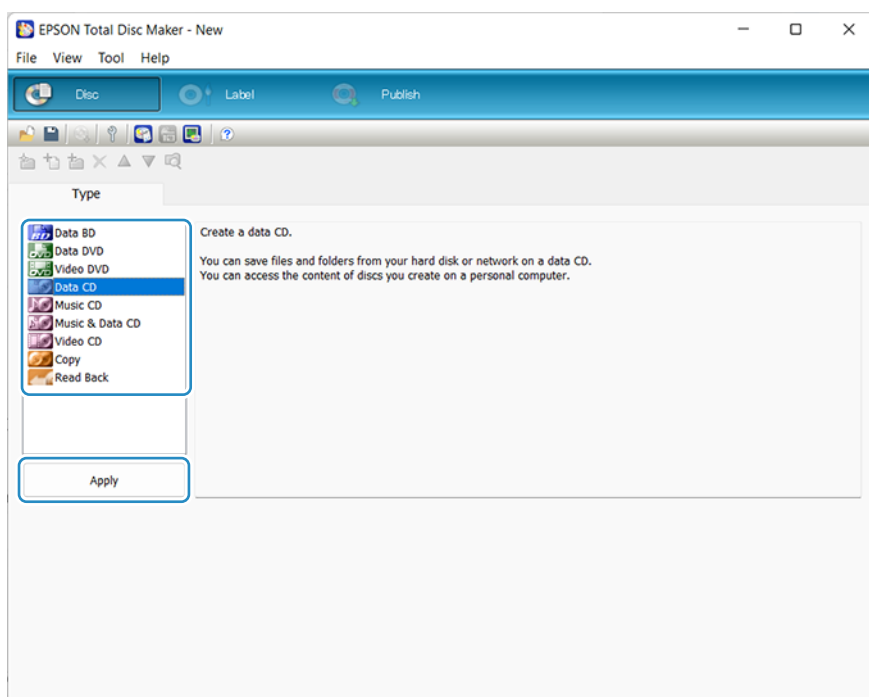 EPSON Total Disc Maker - New
File View Tool Help
Disc Label Publish
Type
Data BD
Data DVD
Video DVD
Data CD
Music CD
Music & Data CD
Video CD
Copy
Read Back
Apply
Create a data CD.
You can save files and folders from your hard disk or network on a data CD.
You can access the content of discs you create on a personal computer.